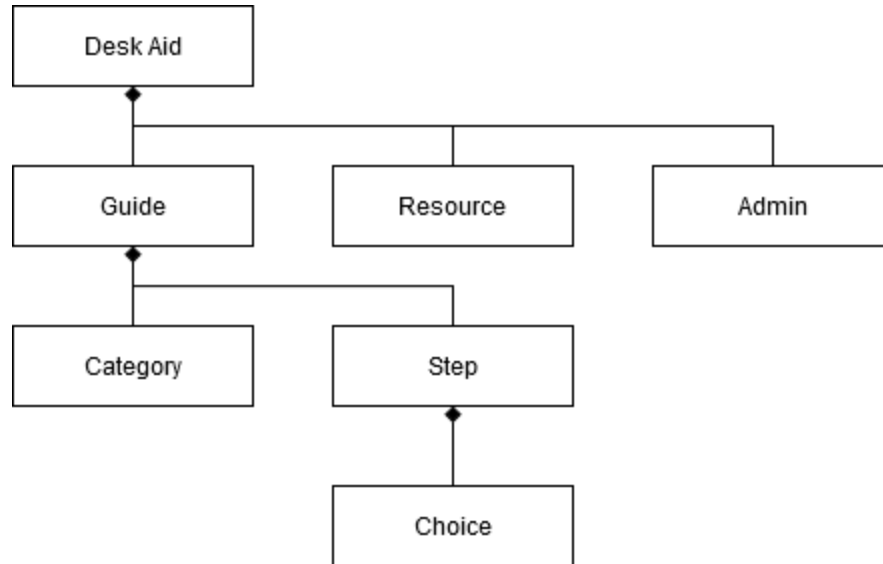 Desk Aid
Guide
Resource
Admin
Category
Step
Choice